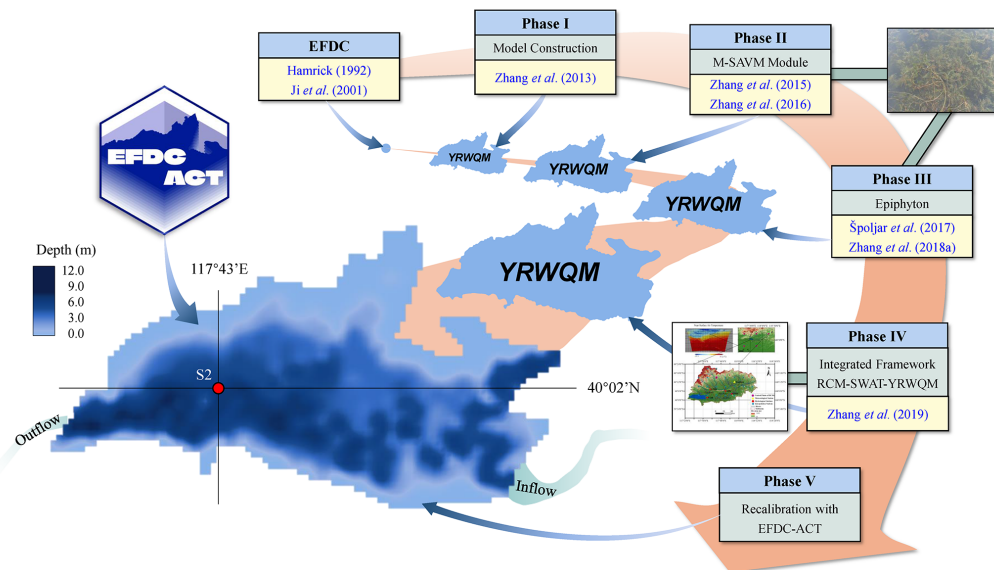 EFDC
Hamrick (1992)
Ji et al. (2001)
Phase I
Model Construction
Zhang et al. (2013)
Phase II
M-SAVM Module
Zhang et al. (2015)
Zhang et al. (2016)
Phase III
Epiphyton
Špoljar et al. (2017)
Zhang et al. (2018a)
Phase IV
Integrated Framework
RCM-SWAT-YRWQM
Zhang et al. (2019)
Phase V
Recalibration with
EFDC-ACT
EFDC
ACT
YRWQM
YRWQM
YRWQM
YRWQM
Depth (m)
12.0
9.0
6.0
3.0
0.0
117°43’E
S2
40°02’N
Outflow
Inflow